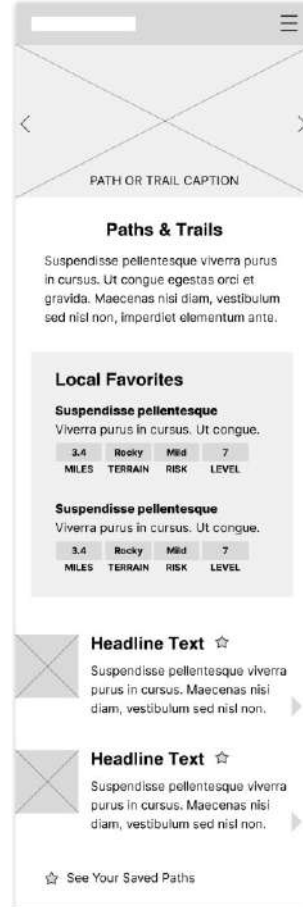 PATH OR TRAIL CAPTION
Paths & Trails
Suspendisse pellentesque viverra purus
in cursus. Ut congue egestas orci et
gravida. Maecenas nisi diam, vestibulum
sed nisl non, imperdiet elementum ante.
Local Favorites
Suspendisse pellentesque
Viverra purus in cursus. Ut congue.
3.4 Rocky Mild 7
MILES TERRAIN RISK LEVEL
Suspendisse pellentesque
Viverra purus in cursus. Ut congue.
3.4 Rocky Mild 7
MILES TERRAIN RISK LEVEL
Headline Text
Suspendisse pellentesque viverra
purus in cursus. Maecenas nisi
diam, vestibulum sed nisl non.
Headline Text
Suspendisse pellentesque viverra
purus in cursus. Maecenas nisi
diam, vestibulum sed nisl non.
See Your Saved Paths